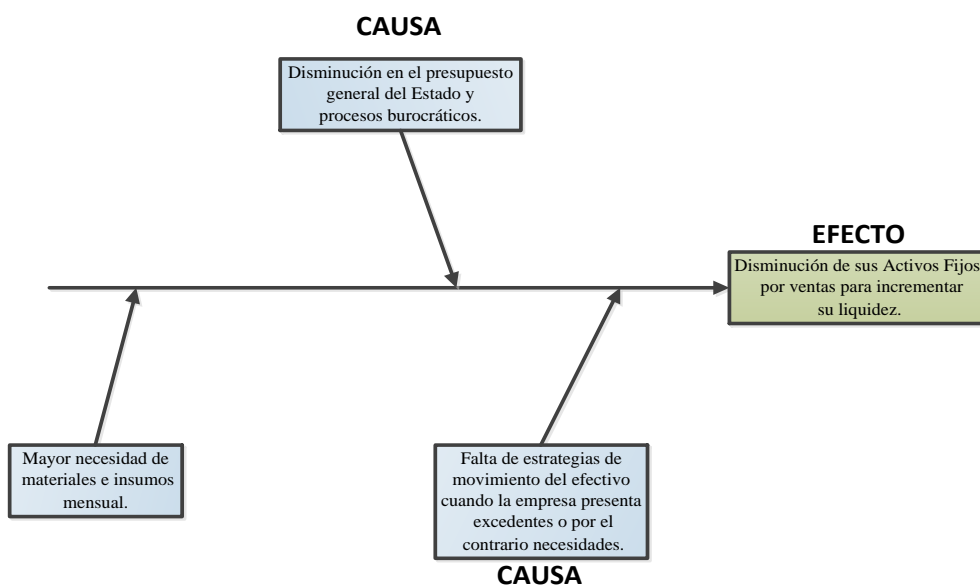 CAUSA
Disminución en el presupuesto
general del Estado y
procesos burocráticos.
EFECTO
Disminución de sus Activos Fijos
por ventas para incrementar
su liquidez.
Mayor necesidad de
materiales e insumos
mensual.
Falta de estrategias de
movimiento del efectivo
cuando la empresa presenta
excedentes o por el
contrario necesidades.
CAUSA